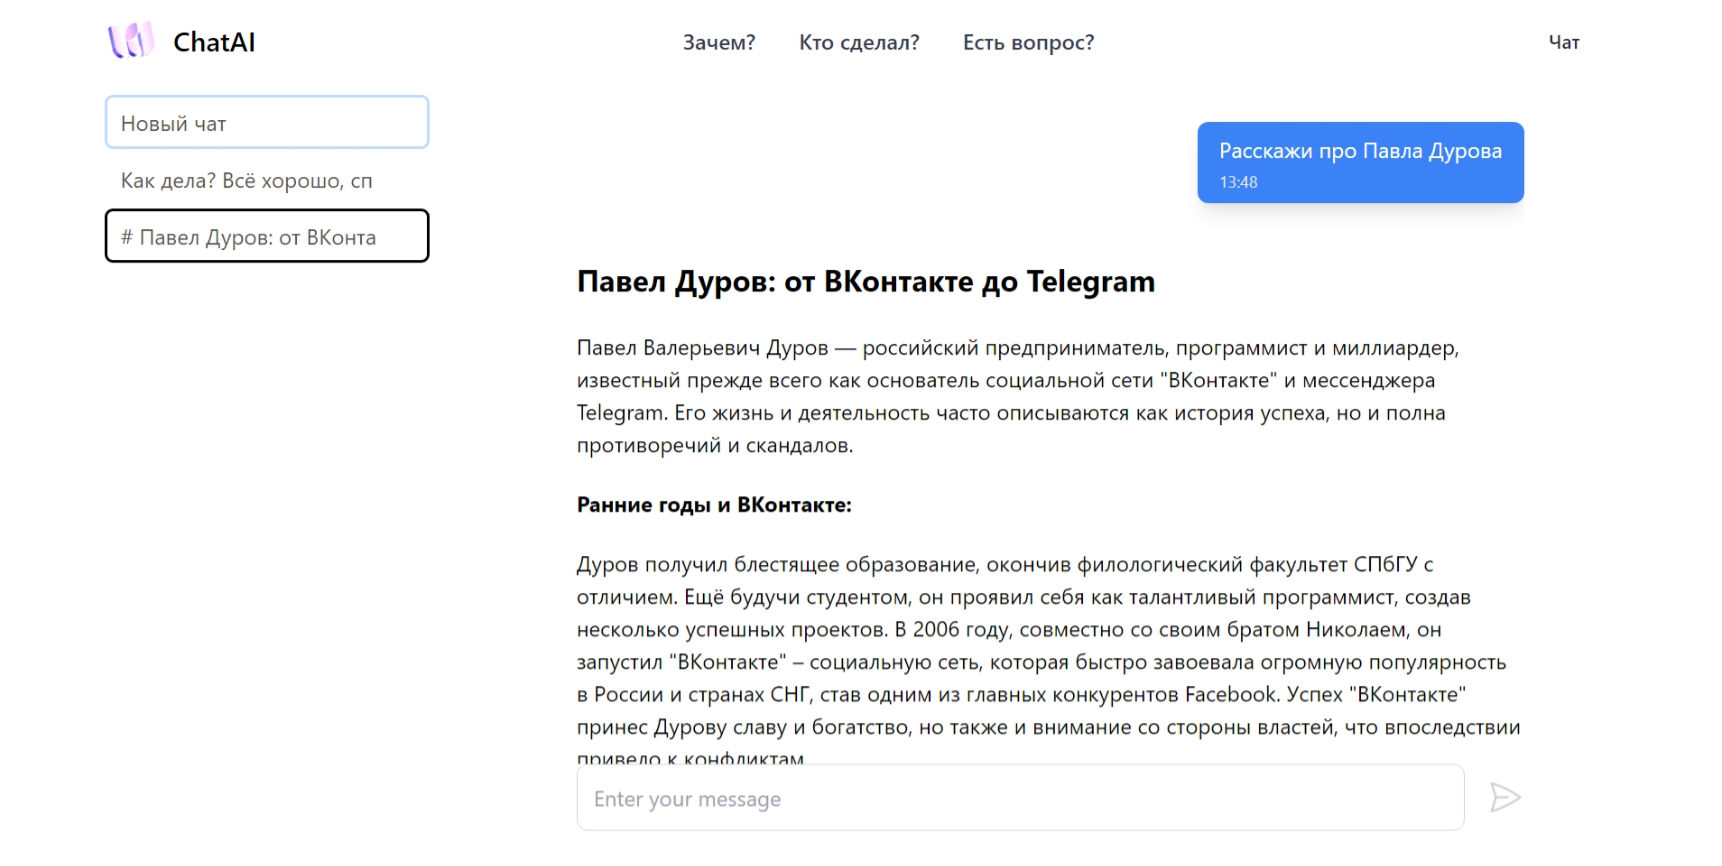 ChatAI
Зачем?
Кто сделал?
Есть вопрос?
Чат
Новый чат
Как дела? Всё хорошо, сп
# Павел Дуров: от ВКонта
Расскажи про Павла Дурова
13:48
Павел Дуров: от ВКонтакте до Telegram
Павел Валерьевич Дуров — российский предприниматель, программист и миллиардер,
известный прежде всего как основатель социальной сети "ВКонтакте" и мессенджера
Telegram. Его жизнь и деятельность часто описываются как история успеха, но и полна
противоречий и скандалов.
Ранние годы и ВКонтакте:
Дуров получил блестящее образование, окончив филологический факультет СПбГУ с
отличием. Ещё будучи студентом, он проявил себя как талантливый программист, создав
несколько успешных проектов. В 2006 году, совместно со своим братом Николаем, он
запустил "ВКонтакте" – социальную сеть, которая быстро завоевала огромную популярность
в России и странах СНГ, став одним из главных конкурентов Facebook. Успех "ВКонтакте"
принес Дурову славу и богатство, но также и внимание со стороны властей, что впоследствии
привело к конфликтам
Enter your message